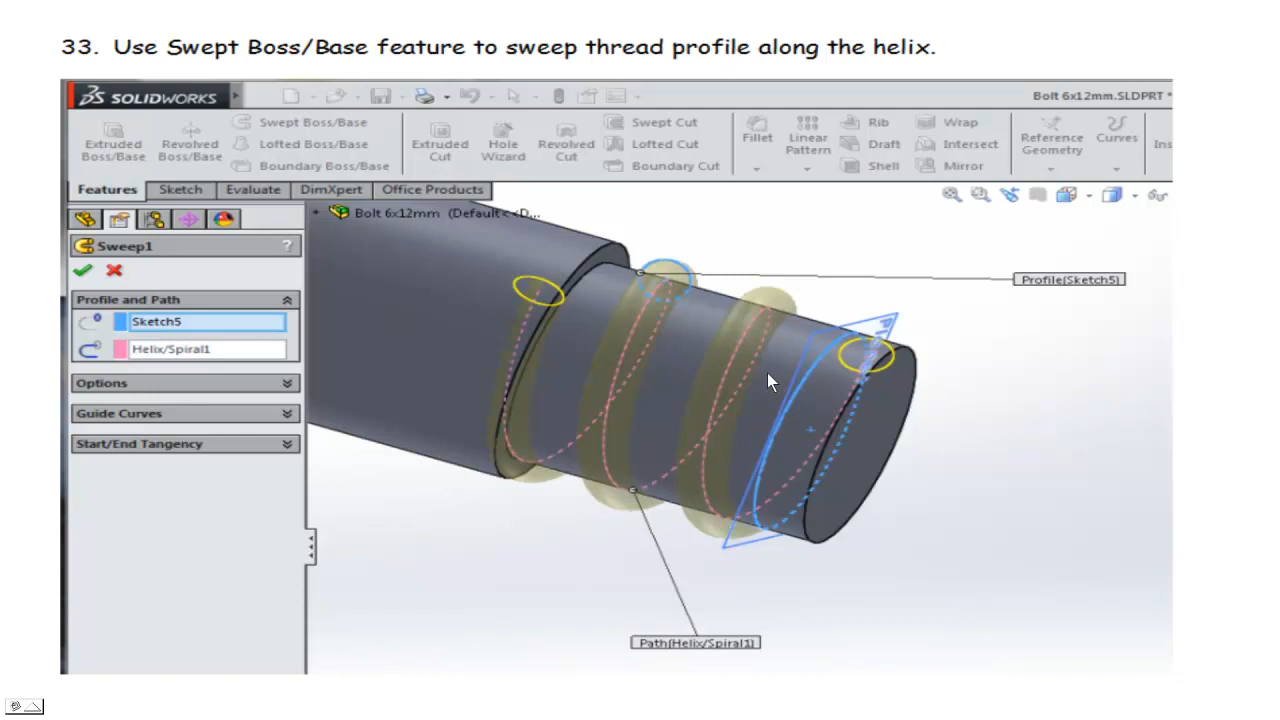 33. Use Swept Boss/Base feature to sweep thread profile along the helix.
SOLIDWORKS
Bolt 6x12mm.SLDPRT *
Extruded Boss/Base
Revolved Boss/Base
Swept Boss/Base
Lofted Boss/Base
Boundary Boss/Base
Extruded Cut
Hole Wizard
Revolved Cut
Swept Cut
Lofted Cut
Boundary Cut
Fillet
Linear Pattern
Rib
Draft
Shell
Wrap
Intersect
Mirror
Reference Geometry
Curves
Ins
Features
Sketch
Evaluate
DimXpert
Office Products
Bolt 6x12mm (Default<<D...
Sweep1
?
Profile and Path
Sketch5
Helix/Spiral1
Options
Guide Curves
Start/End Tangency
Profile(Sketch5)
Path(Helix/Spiral1)